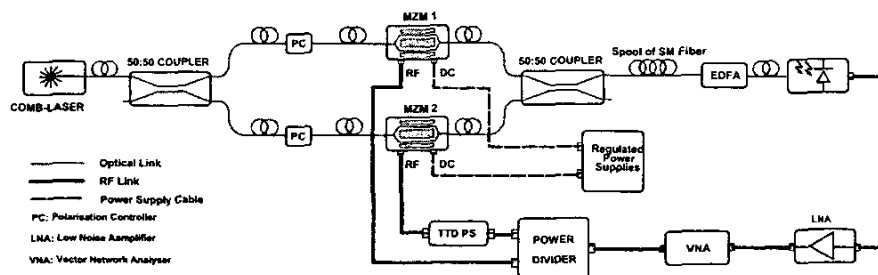 MZM 1
50:50 COUPLER
PC
RF
DC
50:50 COUPLER
Spool of SM Fiber
EDFA
COMB-LASER
MZM 2
PC
RF
DC
Regulated
Power
Supplies
Optical Link
RF Link
Power Supply Cable
PC: Polarisation Controller
LNA: Low Noise Aamplifier
VNA: Vector Network Analyser
TTD PS
POWER
DIVIDER
VNA
LNA